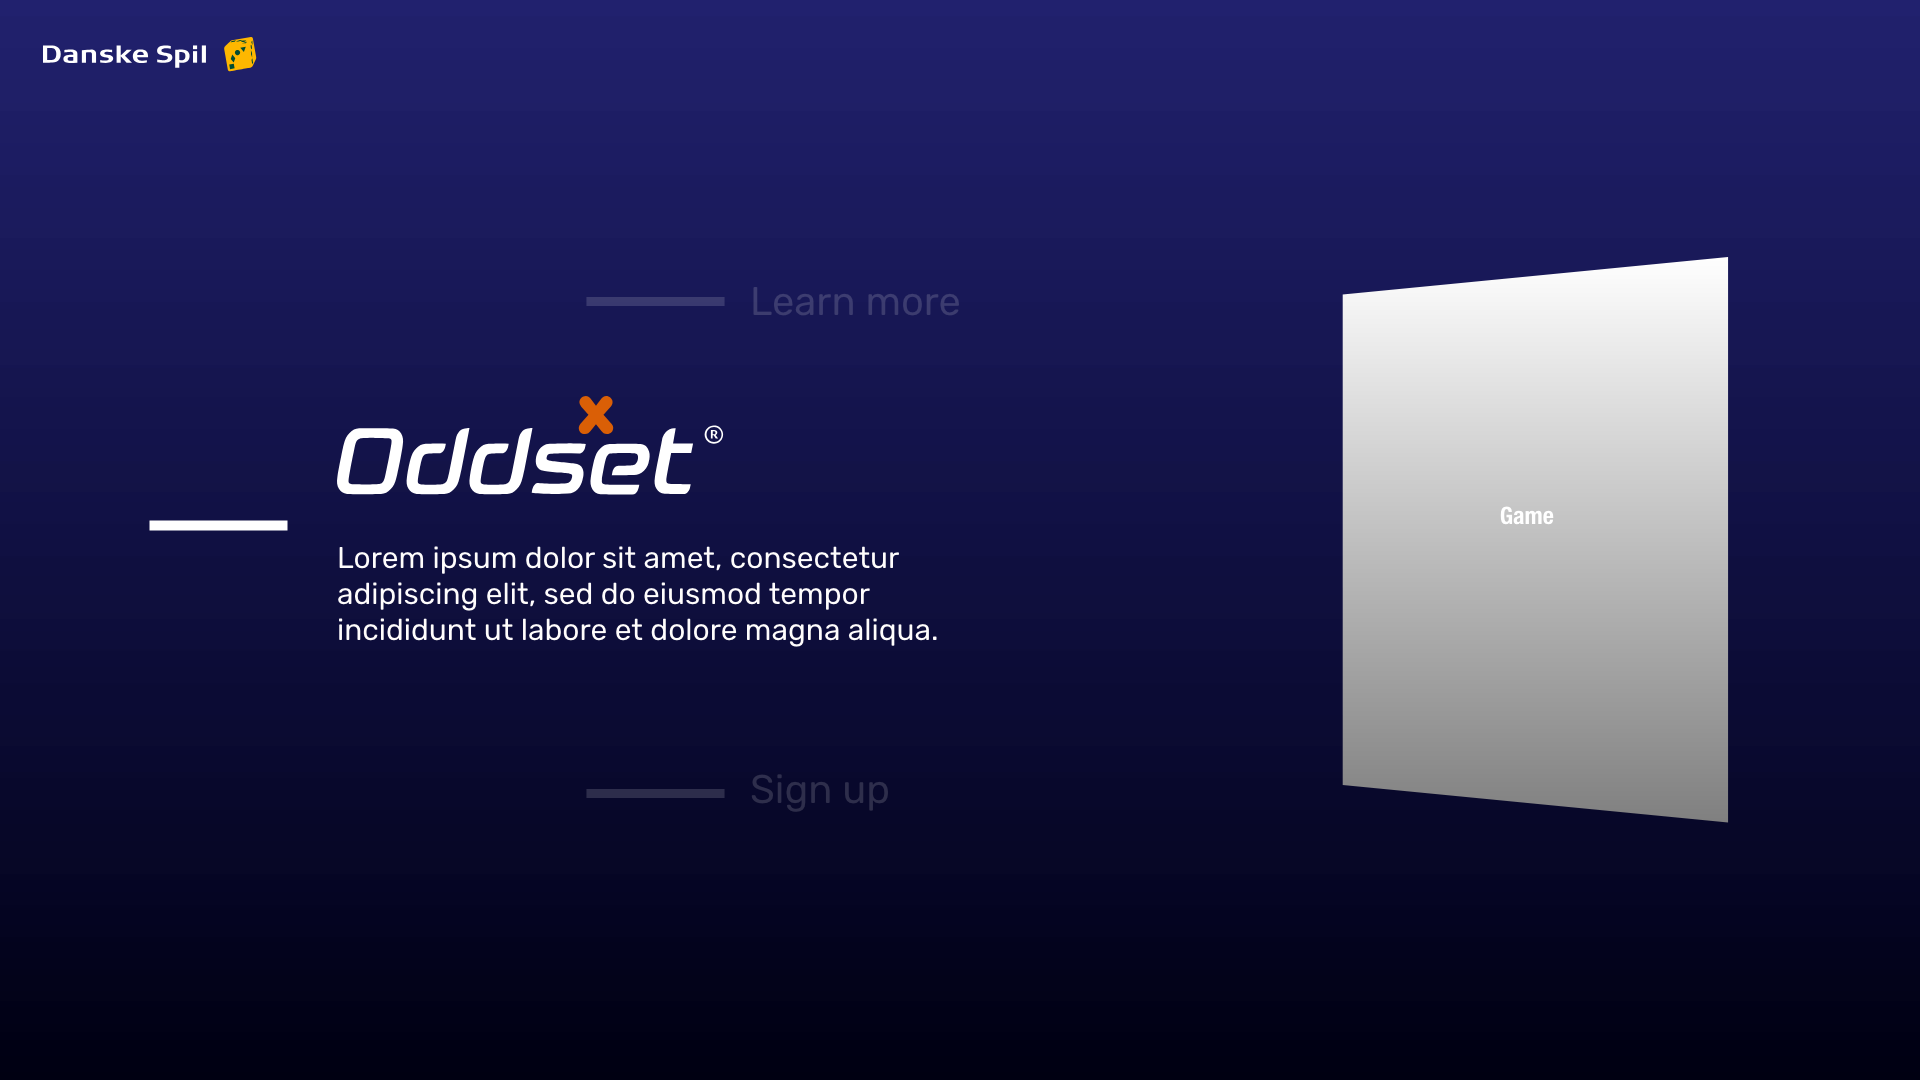 Danske Spil
Learn more
Oddset ®
Lorem ipsum dolor sit amet, consectetur
adipiscing elit, sed do eiusmod tempor
incididunt ut labore et dolore magna aliqua.
Game
Sign up